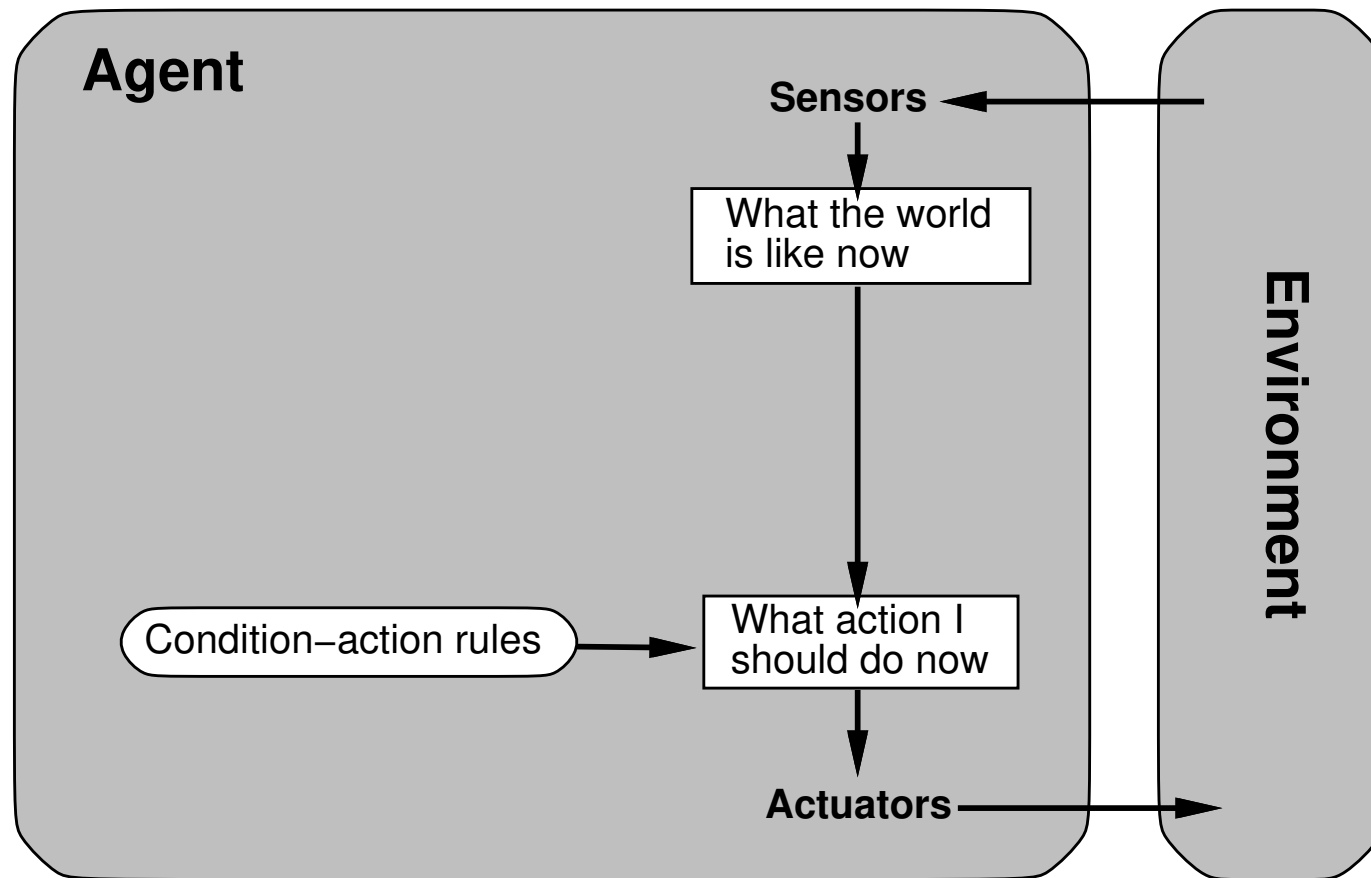 Agent
Sensors
What the world
is like now
Environment
Condition−action rules
What action I
should do now
Actuators